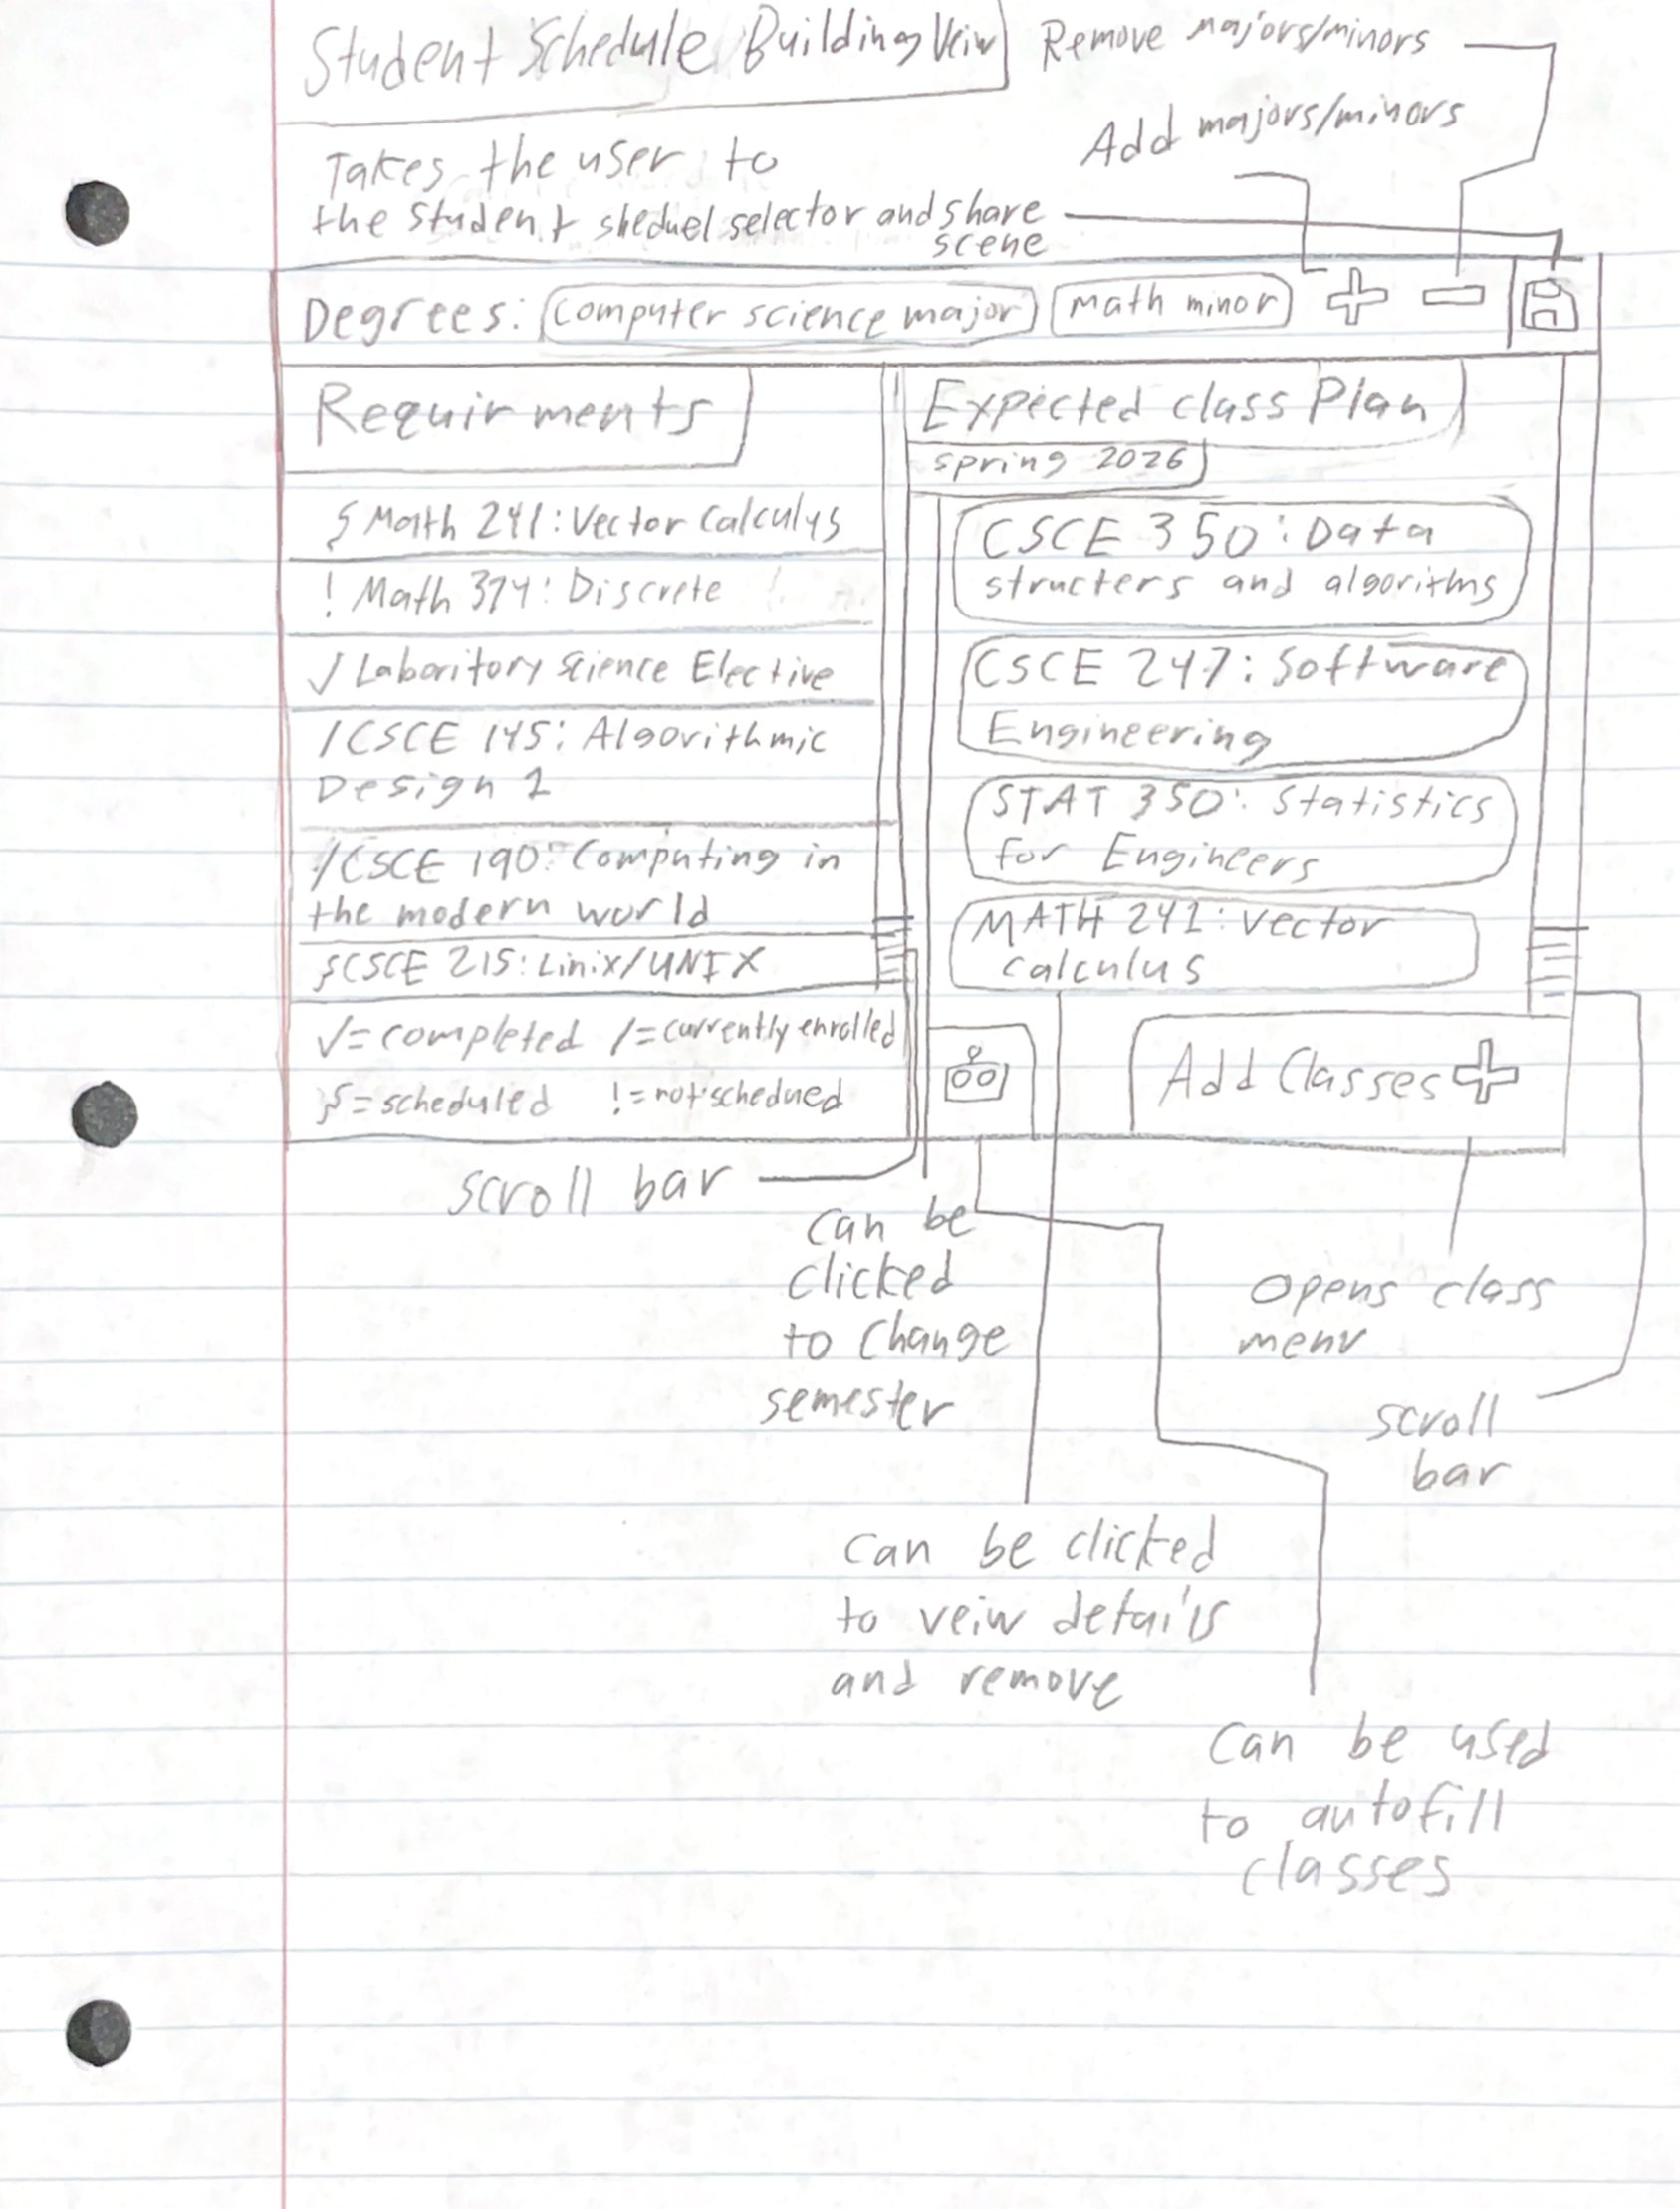 Student Schedule Building Veiw
Remove majors/minors
Add majors/minors
Takes the user to
the student sheduel selector and share
scene
Degrees: Computer science major math minor
Requirments
§ Math 241: Vector Calculus
! Math 374: Discrete
√ Laboritory science Elective
/ CSCE 145: Algorithmic
Design 1
/ CSCE 190: Computing in
the modern world
§ CSCE 215: Linix/UNIX
√= completed /= currently enrolled
§= scheduled != not schedued
Expected class Plan
spring 2026
CSCE 350: Data
structers and algorithms
CSCE 247: Software
Engineering
STAT 350: Statistics
for Engineers
MATH 241: Vector
calculus
Add Classes
scroll bar
can be
clicked
to Change
semester
opens class
menu
scroll
bar
can be clicked
to veiw details
and remove
can be used
to autofill
classes